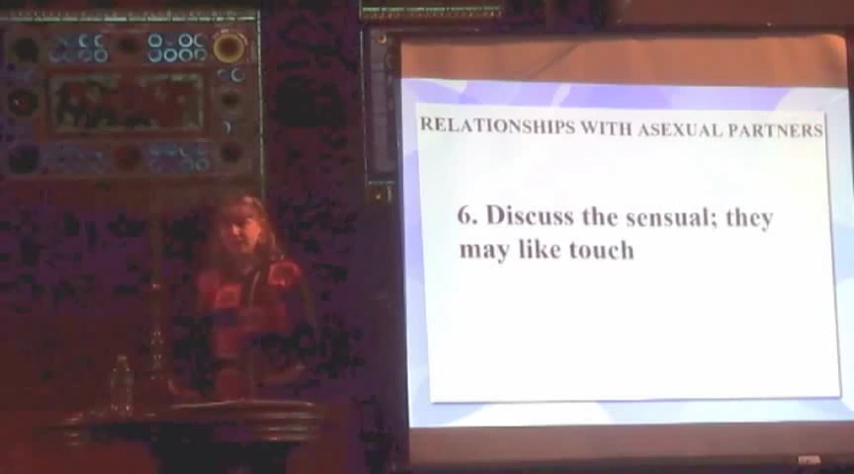 RELATIONSHIPS WITH ASEXUAL PARTNERS
6. Discuss the sensual; they
may like touch